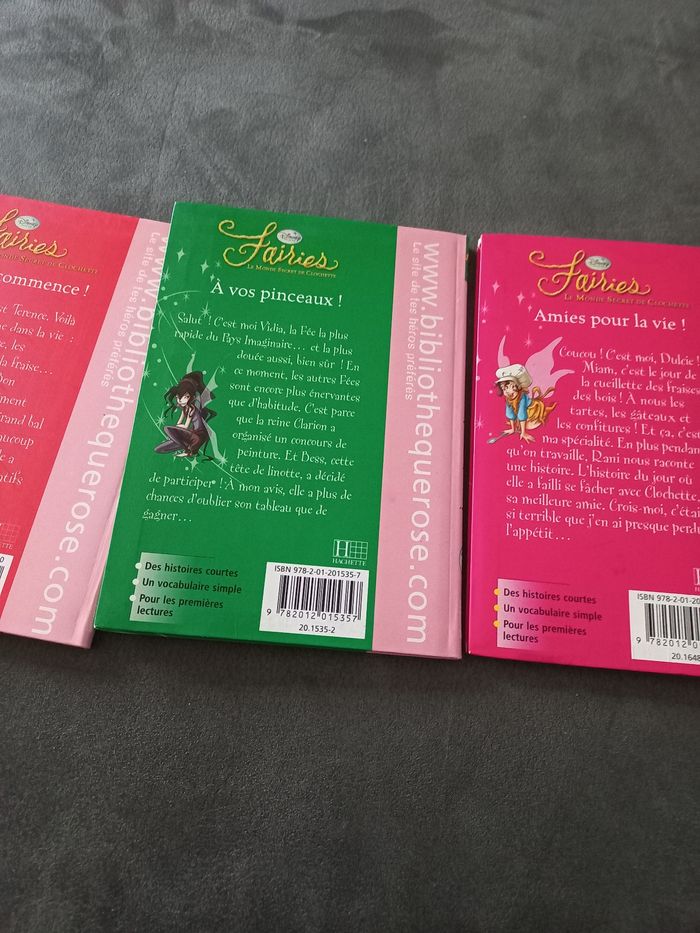 Disney
Fairies
Le Monde Secret de Clochette
commence !
Terence. Voilà
dans la vie :
les
la fraise...
bal
HACHETTE
www.bibliothequerose.com
Le site de tes héros préférés
Disney
Fairies
Le Monde Secret de Clochette
À vos pinceaux !
Salut ! C'est moi Vidia, la Fée la plus
rapide du Pays Imaginaire... et la plus
douée aussi, bien sûr ! En
ce moment, les autres Fées
sont encore plus énervantes
que d'habitude. C'est parce
que la reine Clarion a
organisé un concours de
peinture. Et Bess, cette
tête de linotte, a décidé
de participer ! À mon avis, elle a plus de
chances d'oublier son tableau que de
gagner...
Des histoires courtes
Un vocabulaire simple
Pour les premières
lectures
H
HACHETTE
ISBN 978-2-01-201535-7
9 782012 015357
20.1535-2
www.bibliothequerose.com
Le site de tes héros préférés
Disney
Fairies
Le Monde Secret de Clochette
Amies pour la vie !
Coucou ! C'est moi, Dulcie !
Miam, c'est le jour de
la cueillette des fraises
des bois ! À nous les
tartes, les gâteaux et
les confitures ! Et ça, c'est
ma spécialité. En plus pendant
qu'on travaille, Rani nous raconte
une histoire. L'histoire du jour où
elle a failli se fâcher avec Clochette,
sa meilleure amie. Crois-moi, c'était
si terrible que j'en ai presque perdu
l'appétit...
Des histoires courtes
Un vocabulaire simple
Pour les premières
lectures
ISBN 978-2-01-20
9 782012 0
20.1648